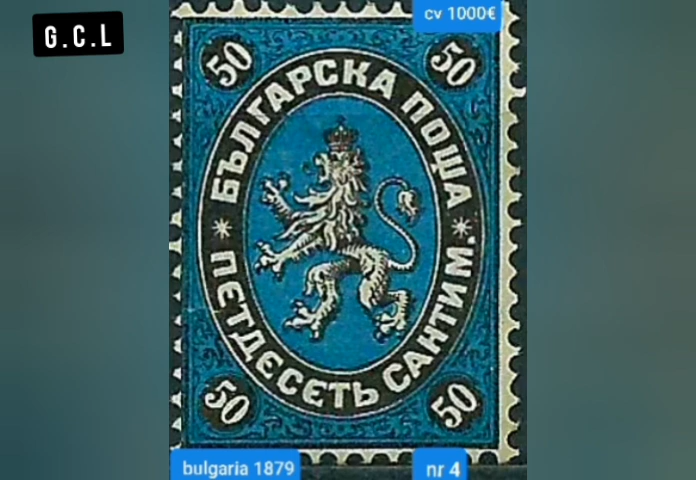 G.C.L
cv 1000€
50
50
БЪЛГАРСКА ПОЩА
ПЕТДЕСЕТЬ САНТИМ.
50
50
bulgaria 1879
nr 4